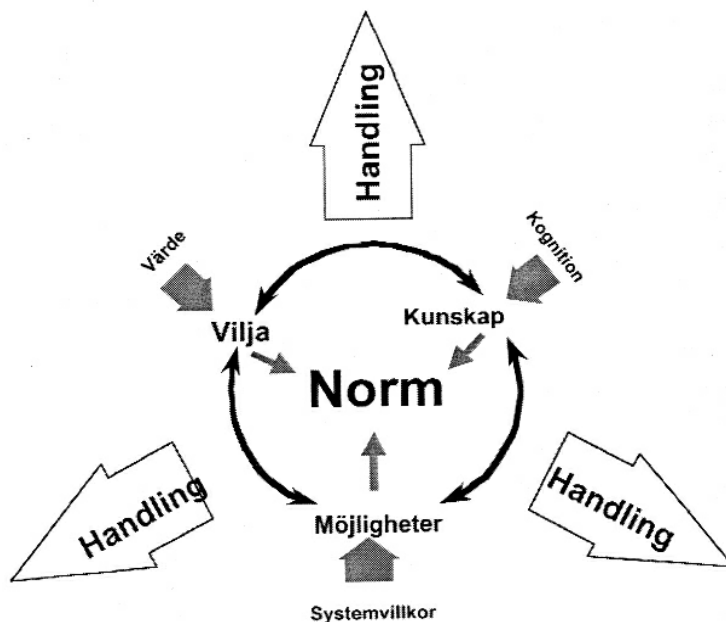 Handling
Värde
Kognition
Vilja
Kunskap
Norm
Handling
Handling
Möjligheter
Systemvillkor